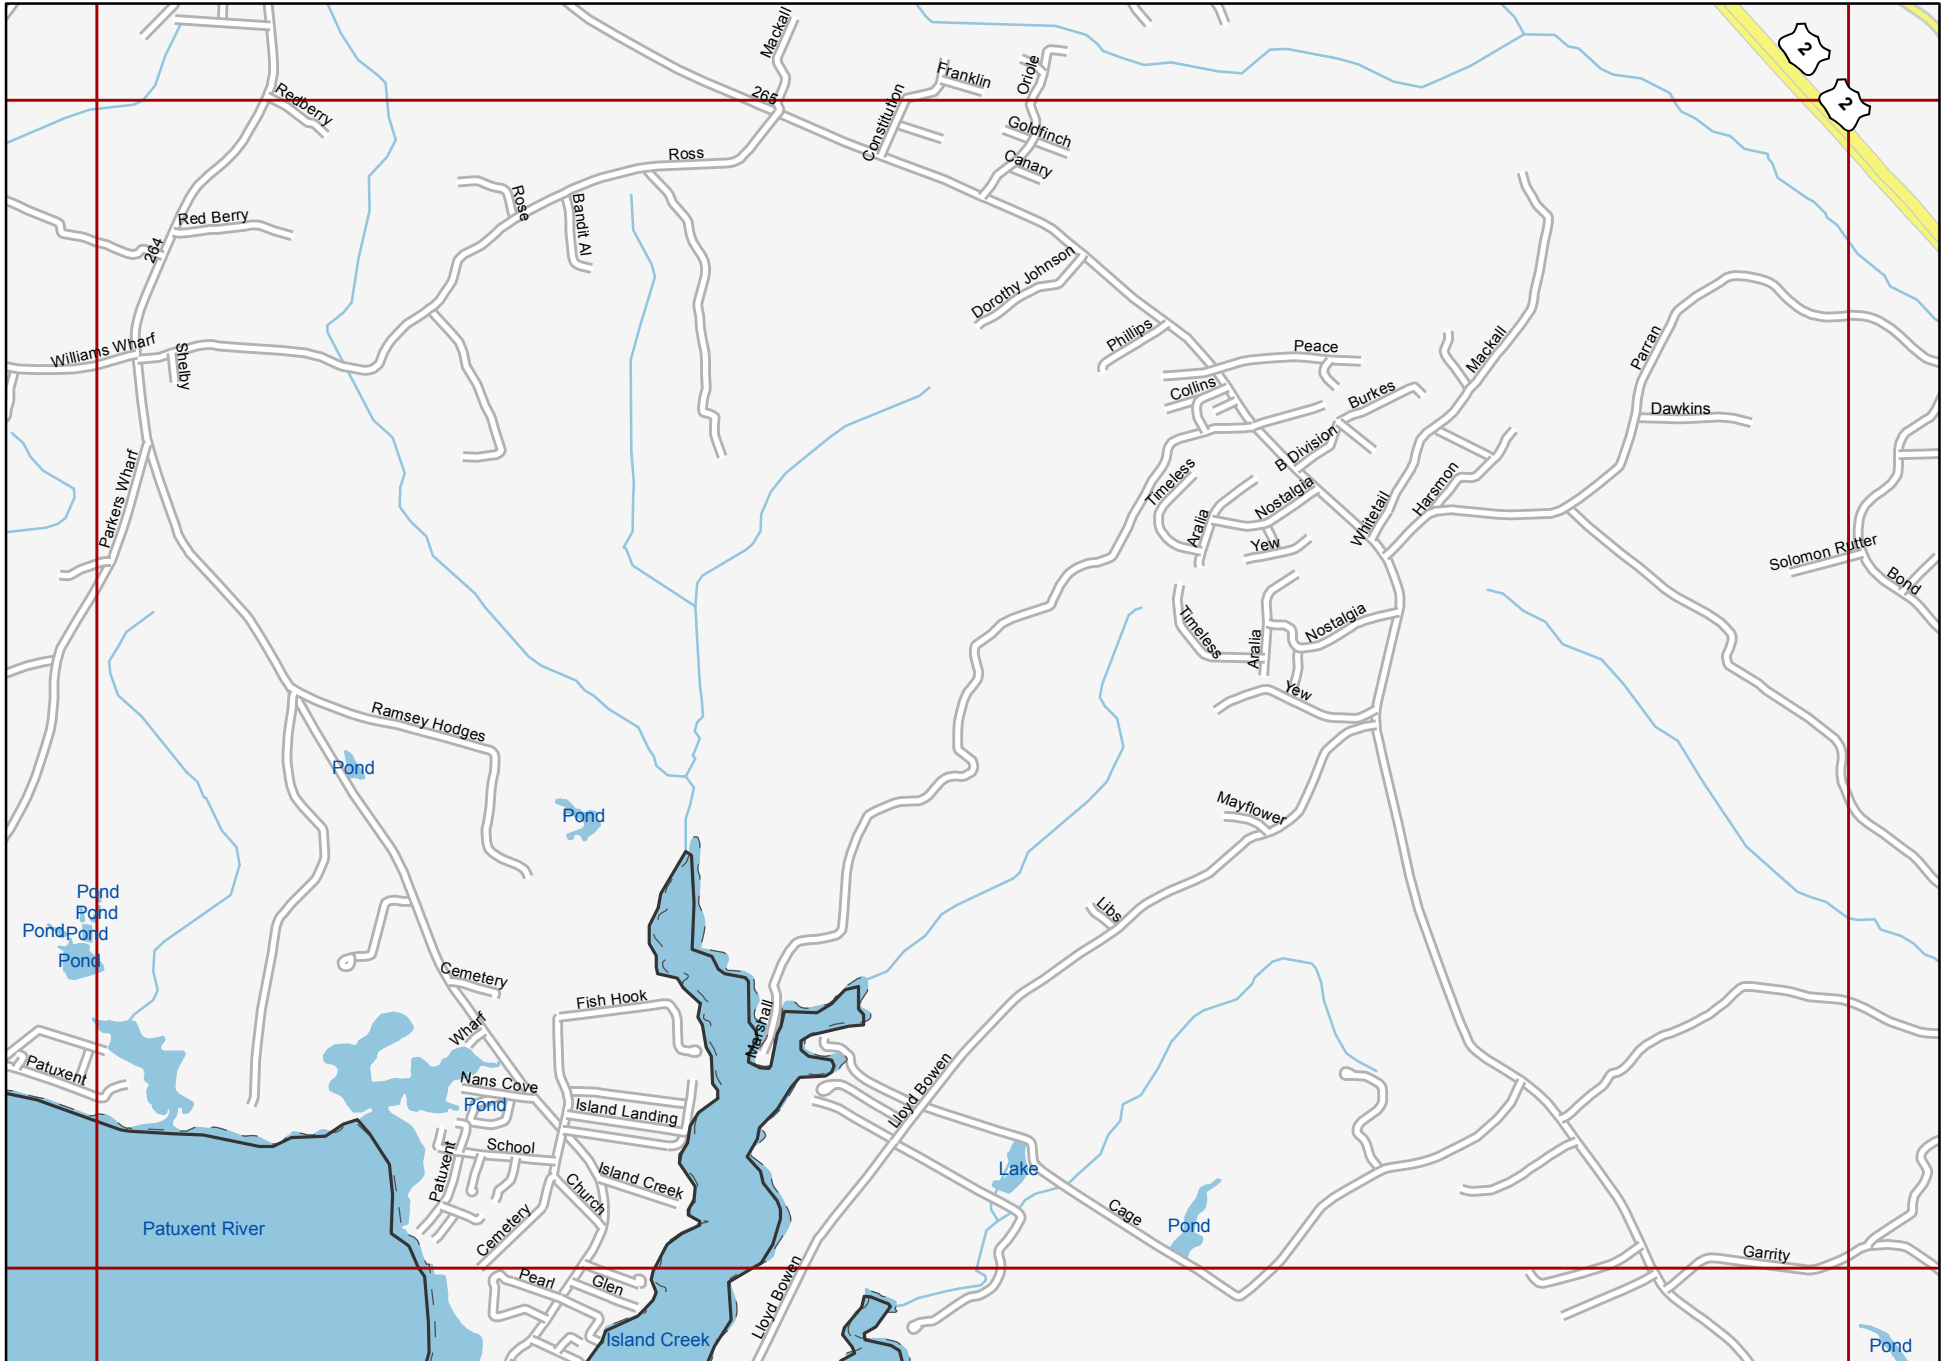 Mackall
2
Franklin
Oriole
265
2
Redberry
Constitution
Goldfinch
Ross
Canary
Rose
Bandit Al
Red Berry
264
Dorothy Johnson
Williams Wharf
Shelby
Phillips
Peace
Mackall
Parran
Collins
Burkes
Dawkins
B Division
Parkers Wharf
Timeless
Nostalgia
Harsmon
Aralia
Whitetail
Yew
Solomon Rutter
Bond
Timeless
Nostalgia
Aralia
Yew
Ramsey Hodges
Pond
Pond
Mayflower
Pond
Pond
Pond
Pond
Pond
Libs
Cemetery
Fish Hook
Wharf
Marshall
Patuxent
Nans Cove
Pond
Island Landing
Lloyd Bowen
School
Patuxent
Island Creek
Church
Lake
Cage
Pond
Patuxent River
Cemetery
Garrity
Pearl
Glen
Lloyd Bowen
Island Creek
Pond